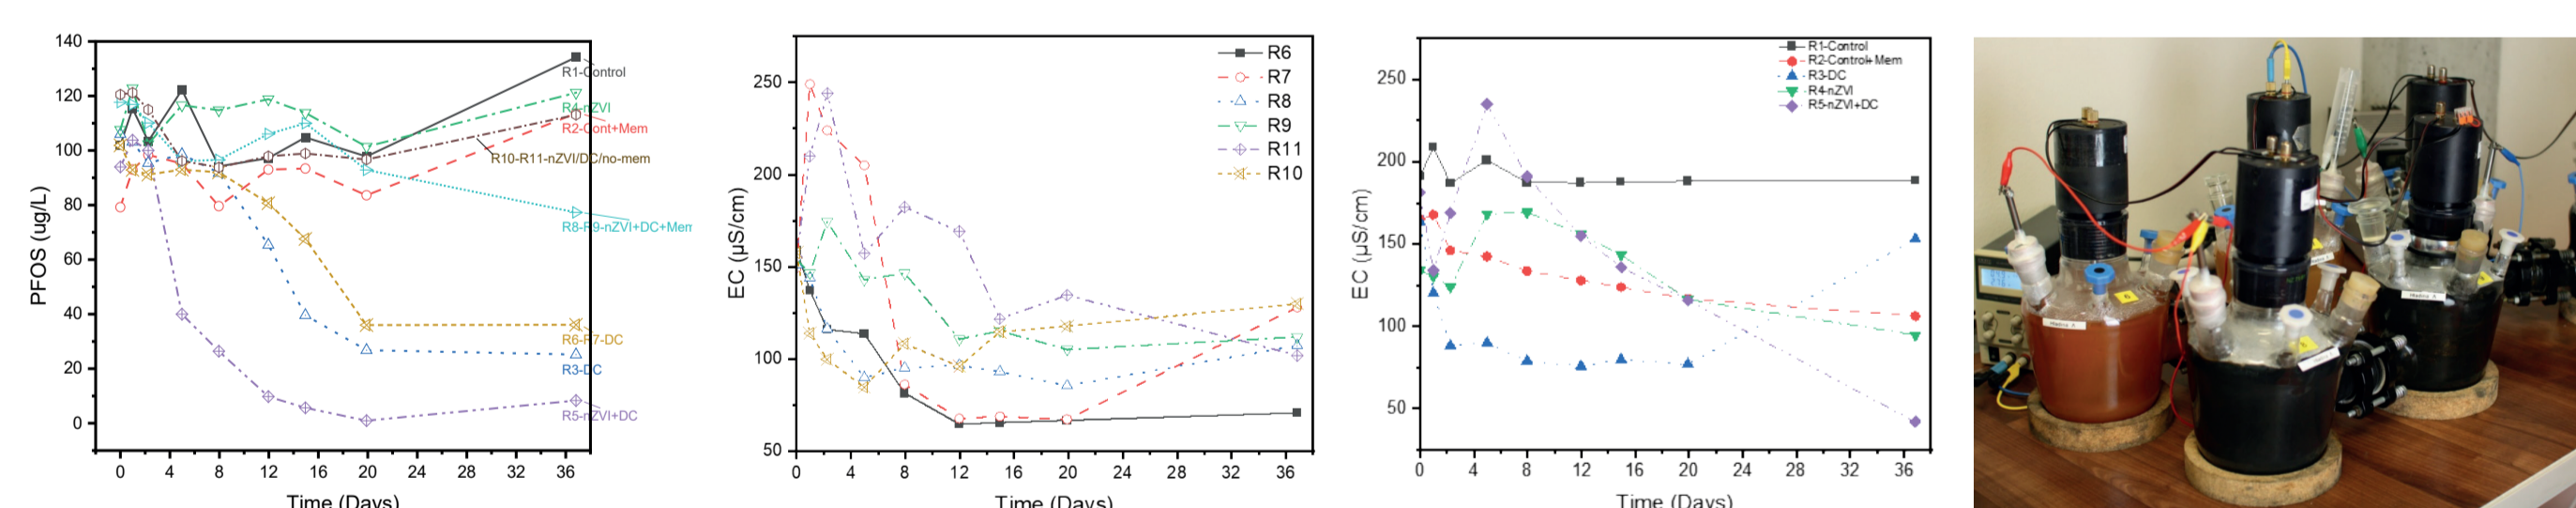 140
120
100
80
60
40
20
0
PFOS (ug/L)
0 4 8 12 16 20 24 28 32 36
Time (Days)
R1-Control
R4-nZVI
R2-Cont+Mem
R10-R11-nZVI/DC/no-mem
R8-R9-nZVI+DC+Mem
R6-R7-DC
R3-DC
R5-nZVI+DC
250
200
150
100
50
EC (µS/cm)
0 4 8 12 16 20 24 28 32 36
Time (Days)
R6
R7
R8
R9
R11
R10
250
200
150
100
50
EC (µS/cm)
0 4 8 12 16 20 24 28 32 36
Time (Days)
R1-Control
R2-Control+Mem
R3-DC
R4-nZVI
R5-nZVI+DC